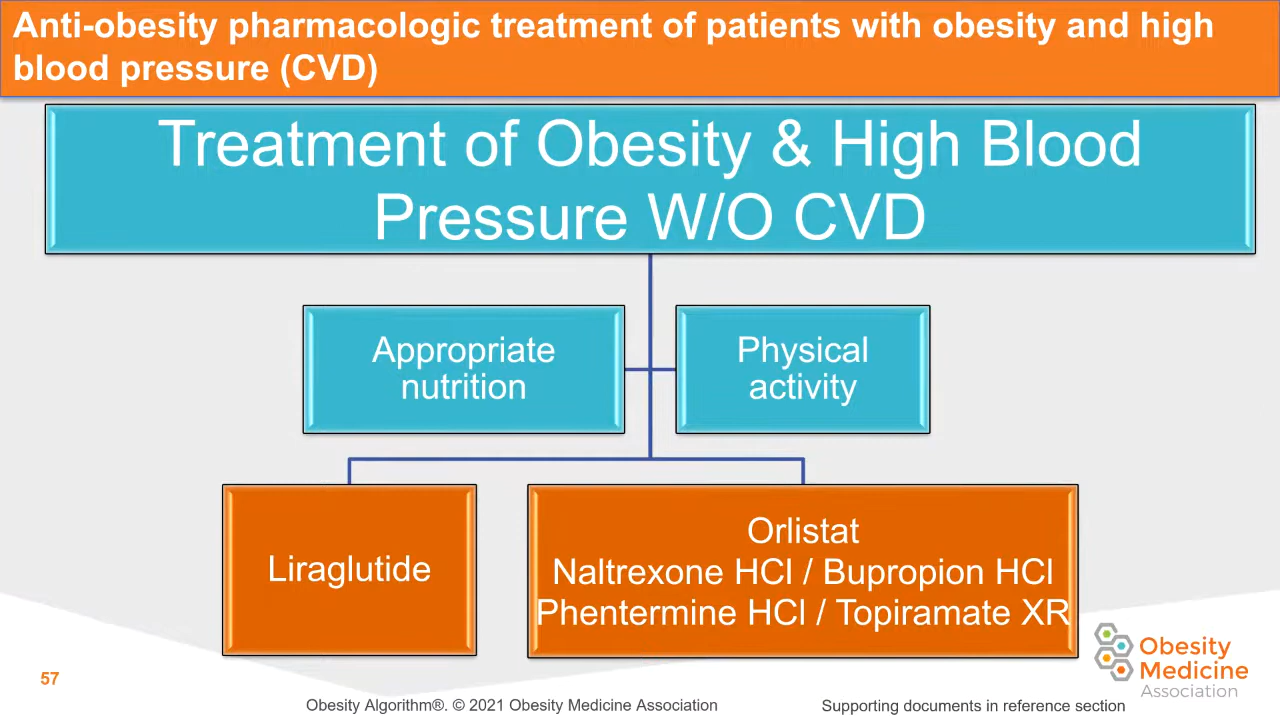 Anti-obesity pharmacologic treatment of patients with obesity and high
blood pressure (CVD)
Treatment of Obesity & High Blood
Pressure W/O CVD
Appropriate
nutrition
Physical
activity
Liraglutide
Orlistat
Naltrexone HCl / Bupropion HCl
Phentermine HCl / Topiramate XR
Obesity
Medicine
Association
57
Obesity Algorithm®. © 2021 Obesity Medicine Association
Supporting documents in reference section